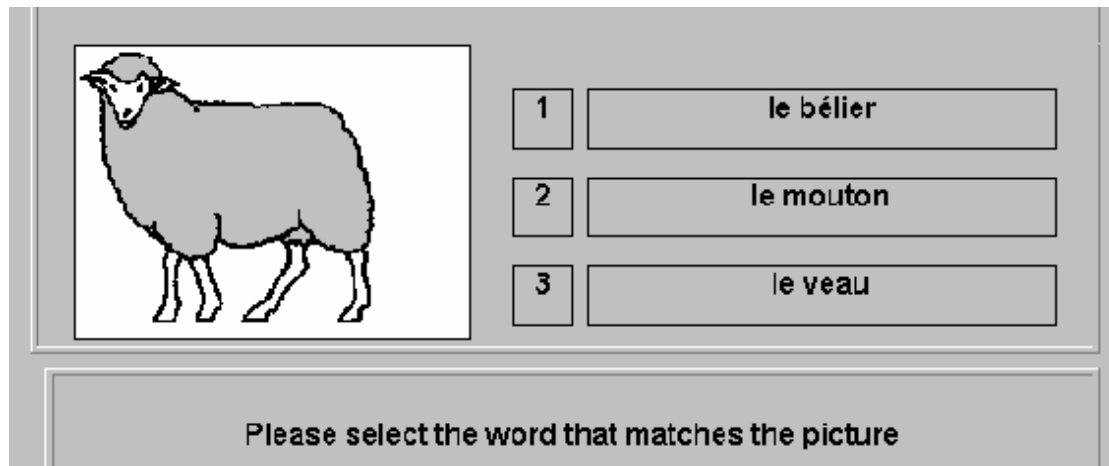 1 le bélier
2 le mouton
3 le veau
Please select the word that matches the picture